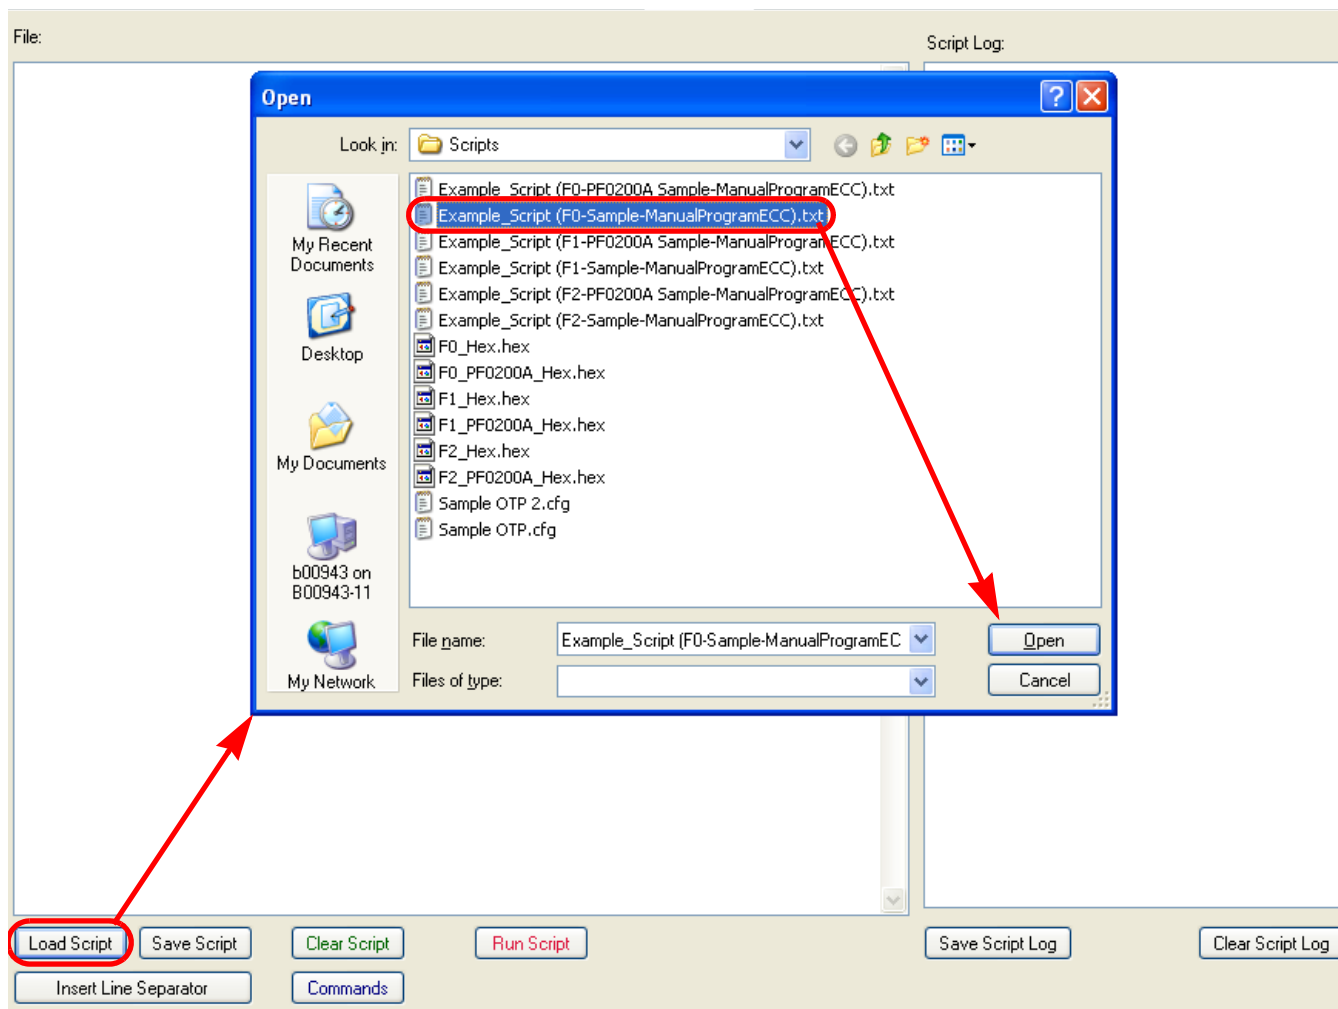 File:
Script Log:
Open
Look in:
Scripts
Example_Script (F0-PF0200A Sample-ManualProgramECC).txt
Example_Script (F0-Sample-ManualProgramECC).txt
Example_Script (F1-PF0200A Sample-ManualProgramECC).txt
Example_Script (F1-Sample-ManualProgramECC).txt
Example_Script (F2-PF0200A Sample-ManualProgramECC).txt
Example_Script (F2-Sample-ManualProgramECC).txt
F0_Hex.hex
F0_PF0200A_Hex.hex
F1_Hex.hex
F1_PF0200A_Hex.hex
F2_Hex.hex
F2_PF0200A_Hex.hex
Sample OTP 2.cfg
Sample OTP.cfg
My Recent
Documents
Desktop
My Documents
b00943 on
B00943-11
My Network
File name:
Example_Script (F0-Sample-ManualProgramEC
Open
Files of type:
Cancel
Load Script
Save Script
Clear Script
Run Script
Save Script Log
Clear Script Log
Insert Line Separator
Commands